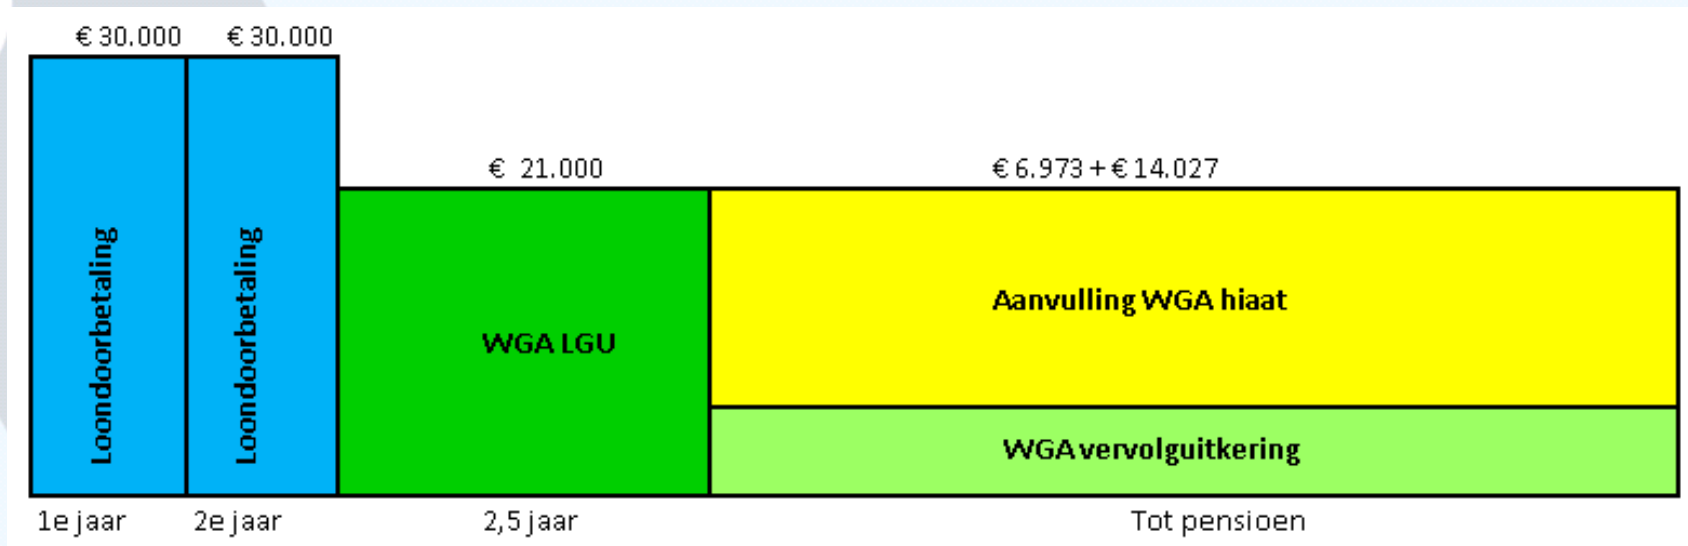 € 30.000 € 30.000
€ 21.000
€ 6.973 + € 14.027
Loondoorbetaling
Loondoorbetaling
WGA LGU
Aanvulling WGA hiaat
WGA vervolguitkering
1e jaar 2e jaar 2,5 jaar Tot pensioen